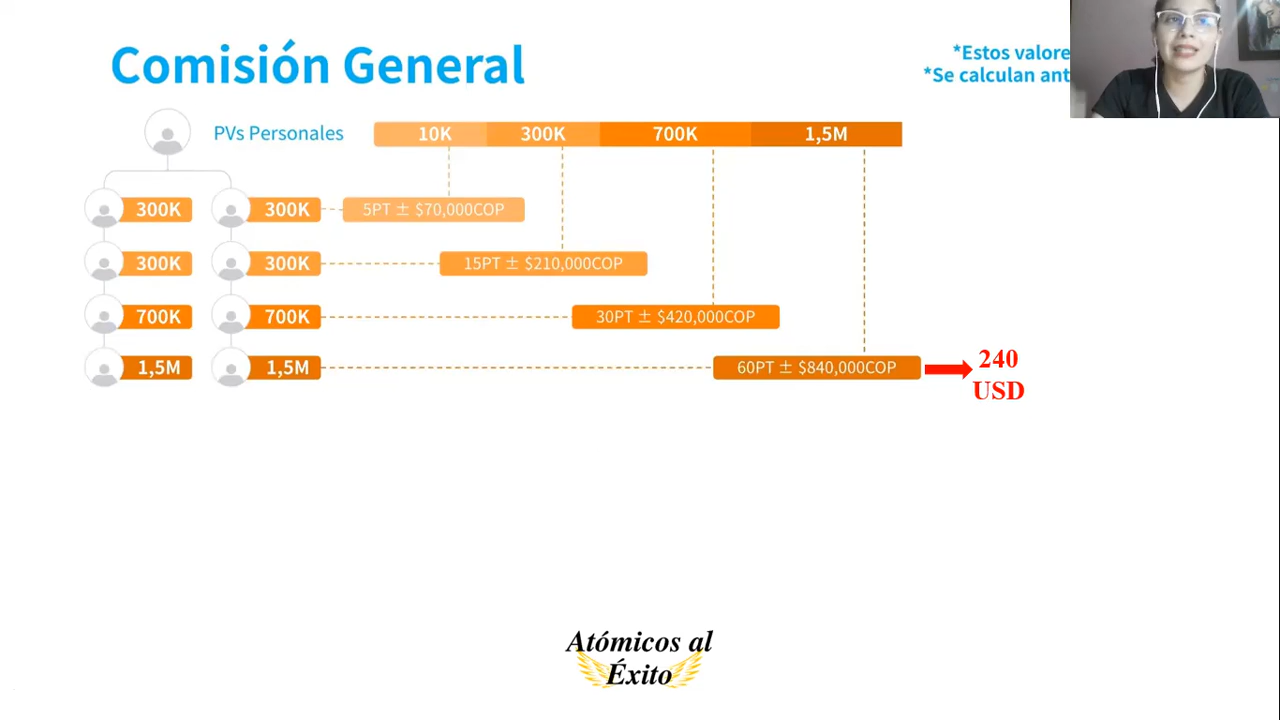 Comisión General
*Estos valore
*Se calculan ant
PVs Personales
10K 300K 700K 1,5M
300K 300K 5PT ± $70,000COP
300K 300K 15PT ± $210,000COP
700K 700K 30PT ± $420,000COP
1,5M 1,5M 60PT ± $840,000COP
240
USD
Atómicos al
Éxito